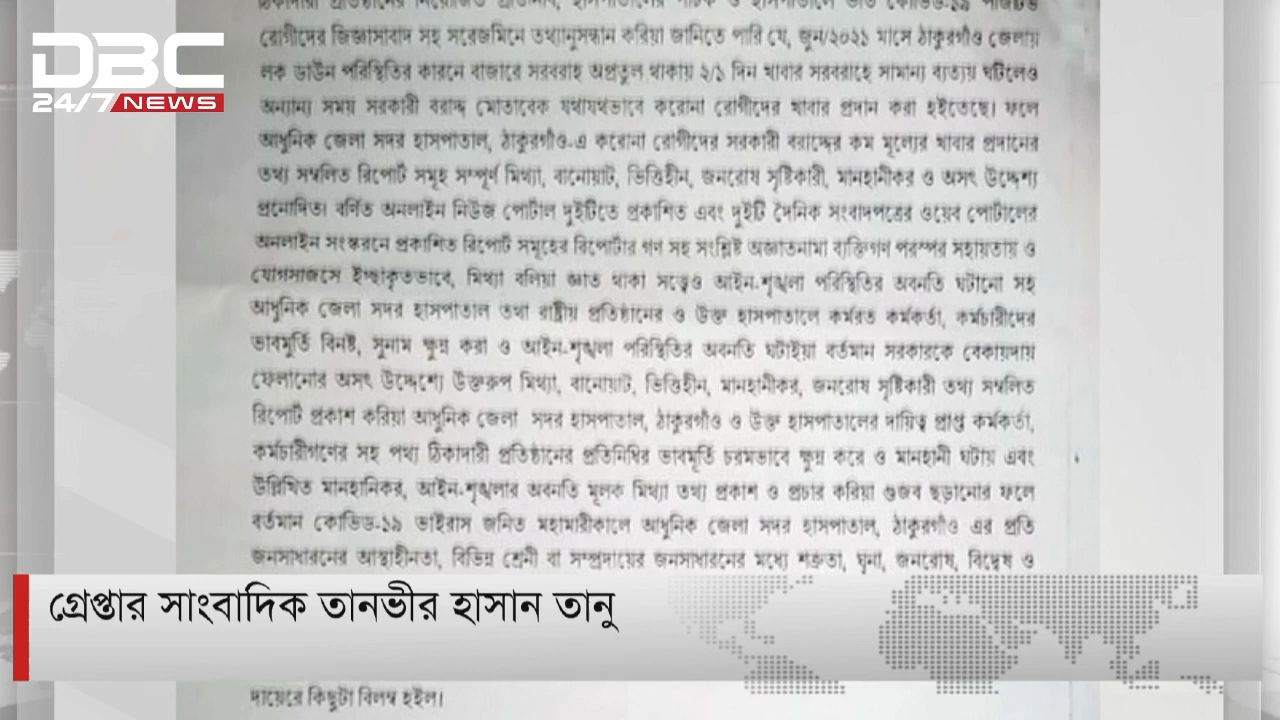 রোগীদের জিজ্ঞাসাবাদ সহ সরেজমিনে তথ্যানুসন্ধান করিয়া জানিতে পারি যে, জুন/২০২১ মাসে ঠাকুরগাঁও জেলায়
DBC
24/7 NEWS
লক ডাউন পরিস্থিতির কারনে বাজারে সরবরাহ অপ্রতুল থাকায় ২/১ দিন খাবার সরবরাহে সামান্য ব্যত্যয় ঘটিলেও
অন্যান্য সময় সরকারী বরাদ্দ মোতাবেক যথাযথভাবে করোনা রোগীদের খাবার প্রদান করা হইতেছে। ফলে
আধুনিক জেলা সদর হাসপাতাল, ঠাকুরগাঁও-এ করোনা রোগীদের সরকারী বরাদ্দের কম মূল্যের খাবার প্রদানের
তথ্য সম্বলিত রিপোর্ট সমূহ সম্পূর্ণ মিথ্যা, বানোয়াট, ভিত্তিহীন, জনরোষ সৃষ্টিকারী, মানহানীকর ও অসৎ উদ্দেশ্য
প্রনোদিত। বর্ণিত অনলাইন নিউজ পোর্টাল দুইটিতে প্রকাশিত এবং দুইটি দৈনিক সংবাদপত্রের ওয়েব পোর্টালের
অনলাইন সংস্করনে প্রকাশিত রিপোর্ট সমূহের রিপোর্টার গন সহ সংশ্লিষ্ট অজ্ঞাতনামা ব্যক্তিগণ পরস্পর সহায়তায় ও
যোগসাজসে ইচ্ছাকৃতভাবে, মিথ্যা বলিয়া জ্ঞাত থাকা সত্ত্বেও আইন-শৃঙ্খলা পরিস্থিতির অবনতি ঘটানো সহ
আধুনিক জেলা সদর হাসপাতাল তথা রাষ্ট্রীয় প্রতিষ্ঠানের ও উক্ত হাসপাতালে কর্মরত কর্মকর্তা, কর্মচারীদের
ভাবমূর্তি বিনষ্ট, সুনাম ক্ষুন্ন করা ও আইন-শৃঙ্খলা পরিস্থিতির অবনতি ঘটাইয়া বর্তমান সরকারকে বেকায়দায়
ফেলানোর অসৎ উদ্দেশ্যে উক্তরুপ মিথ্যা, বানোয়াট, ভিত্তিহীন, মানহানীকর, জনরোষ সৃষ্টিকারী তথ্য সম্বলিত
রিপোর্ট প্রকাশ করিয়া আধুনিক জেলা সদর হাসপাতাল, ঠাকুরগাঁও ও উক্ত হাসপাতালের দায়িত্ব প্রাপ্ত কর্মকর্তা,
কর্মচারীগণের সহ পথ্য ঠিকাদারী প্রতিষ্ঠানের প্রতিনিধির ভাবমূর্তি চরমভাবে ক্ষুন্ন করে ও মানহানী ঘটায় এবং
উল্লিখিত মানহানিকর, আইন-শৃঙ্খলার অবনতি মূলক মিথ্যা তথ্য প্রকাশ ও প্রচার করিয়া গুজব ছড়ানোর ফলে
বর্তমান কোভিড-১৯ ভাইরাস জনিত মহামারীকালে আধুনিক জেলা সদর হাসপাতাল, ঠাকুরগাঁও এর প্রতি
জনসাধারনের আস্থাহীনতা, বিভিন্ন শ্রেনী বা সম্প্রদায়ের জনসাধারনের মধ্যে শত্রুতা, ঘৃনা, জনরোষ, বিদ্বেষ ও
গ্রেপ্তার সাংবাদিক তানভীর হাসান তানু
দায়েরে কিছুটা বিলম্ব হইল।